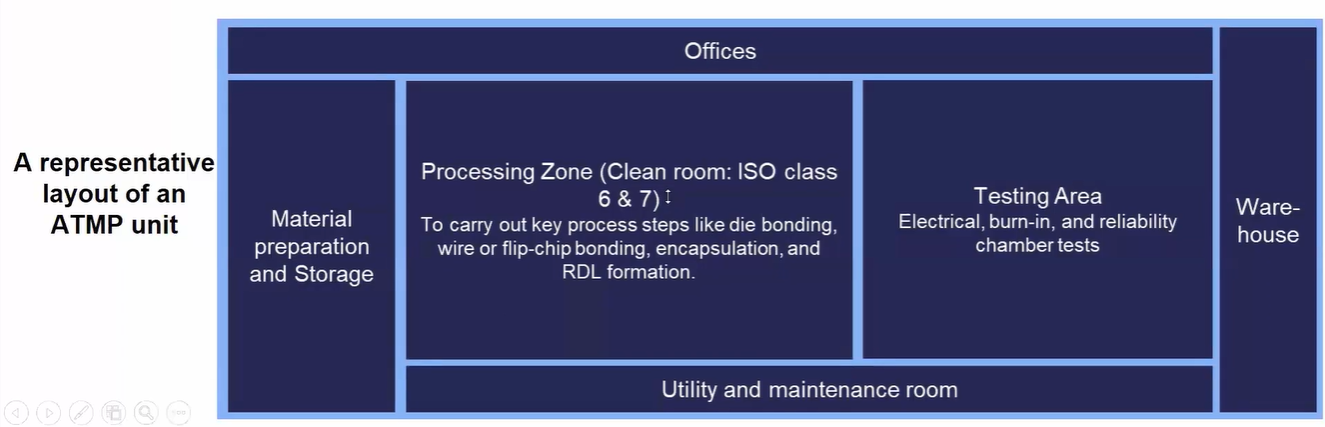 A representative
layout of an
ATMP unit
Offices
Material
preparation
and Storage
Processing Zone (Clean room: ISO class
6 & 7)
To carry out key process steps like die bonding,
wire or flip-chip bonding, encapsulation, and
RDL formation.
Testing Area
Electrical, burn-in, and reliability
chamber tests
Ware-
house
Utility and maintenance room